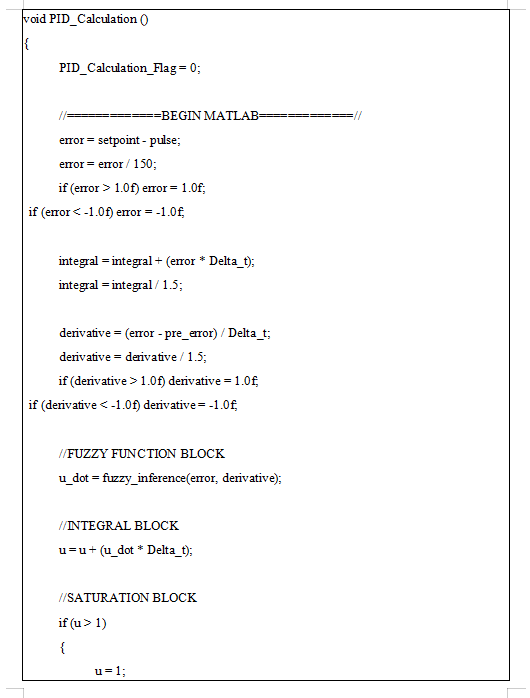 void PID_Calculation ()
{
PID_Calculation_Flag = 0;
//=============BEGIN MATLAB=============//
error = setpoint - pulse;
error = error / 150;
if (error > 1.0f) error = 1.0f;
if (error < -1.0f) error = -1.0f;
integral = integral + (error * Delta_t);
integral = integral / 1.5;
derivative = (error - pre_error) / Delta_t;
derivative = derivative / 1.5;
if (derivative > 1.0f) derivative = 1.0f;
if (derivative < -1.0f) derivative = -1.0f;
//FUZZY FUNCTION BLOCK
u_dot = fuzzy_inference(error, derivative);
//INTEGRAL BLOCK
u = u + (u_dot * Delta_t);
//SATURATION BLOCK
if (u > 1)
{
u = 1;